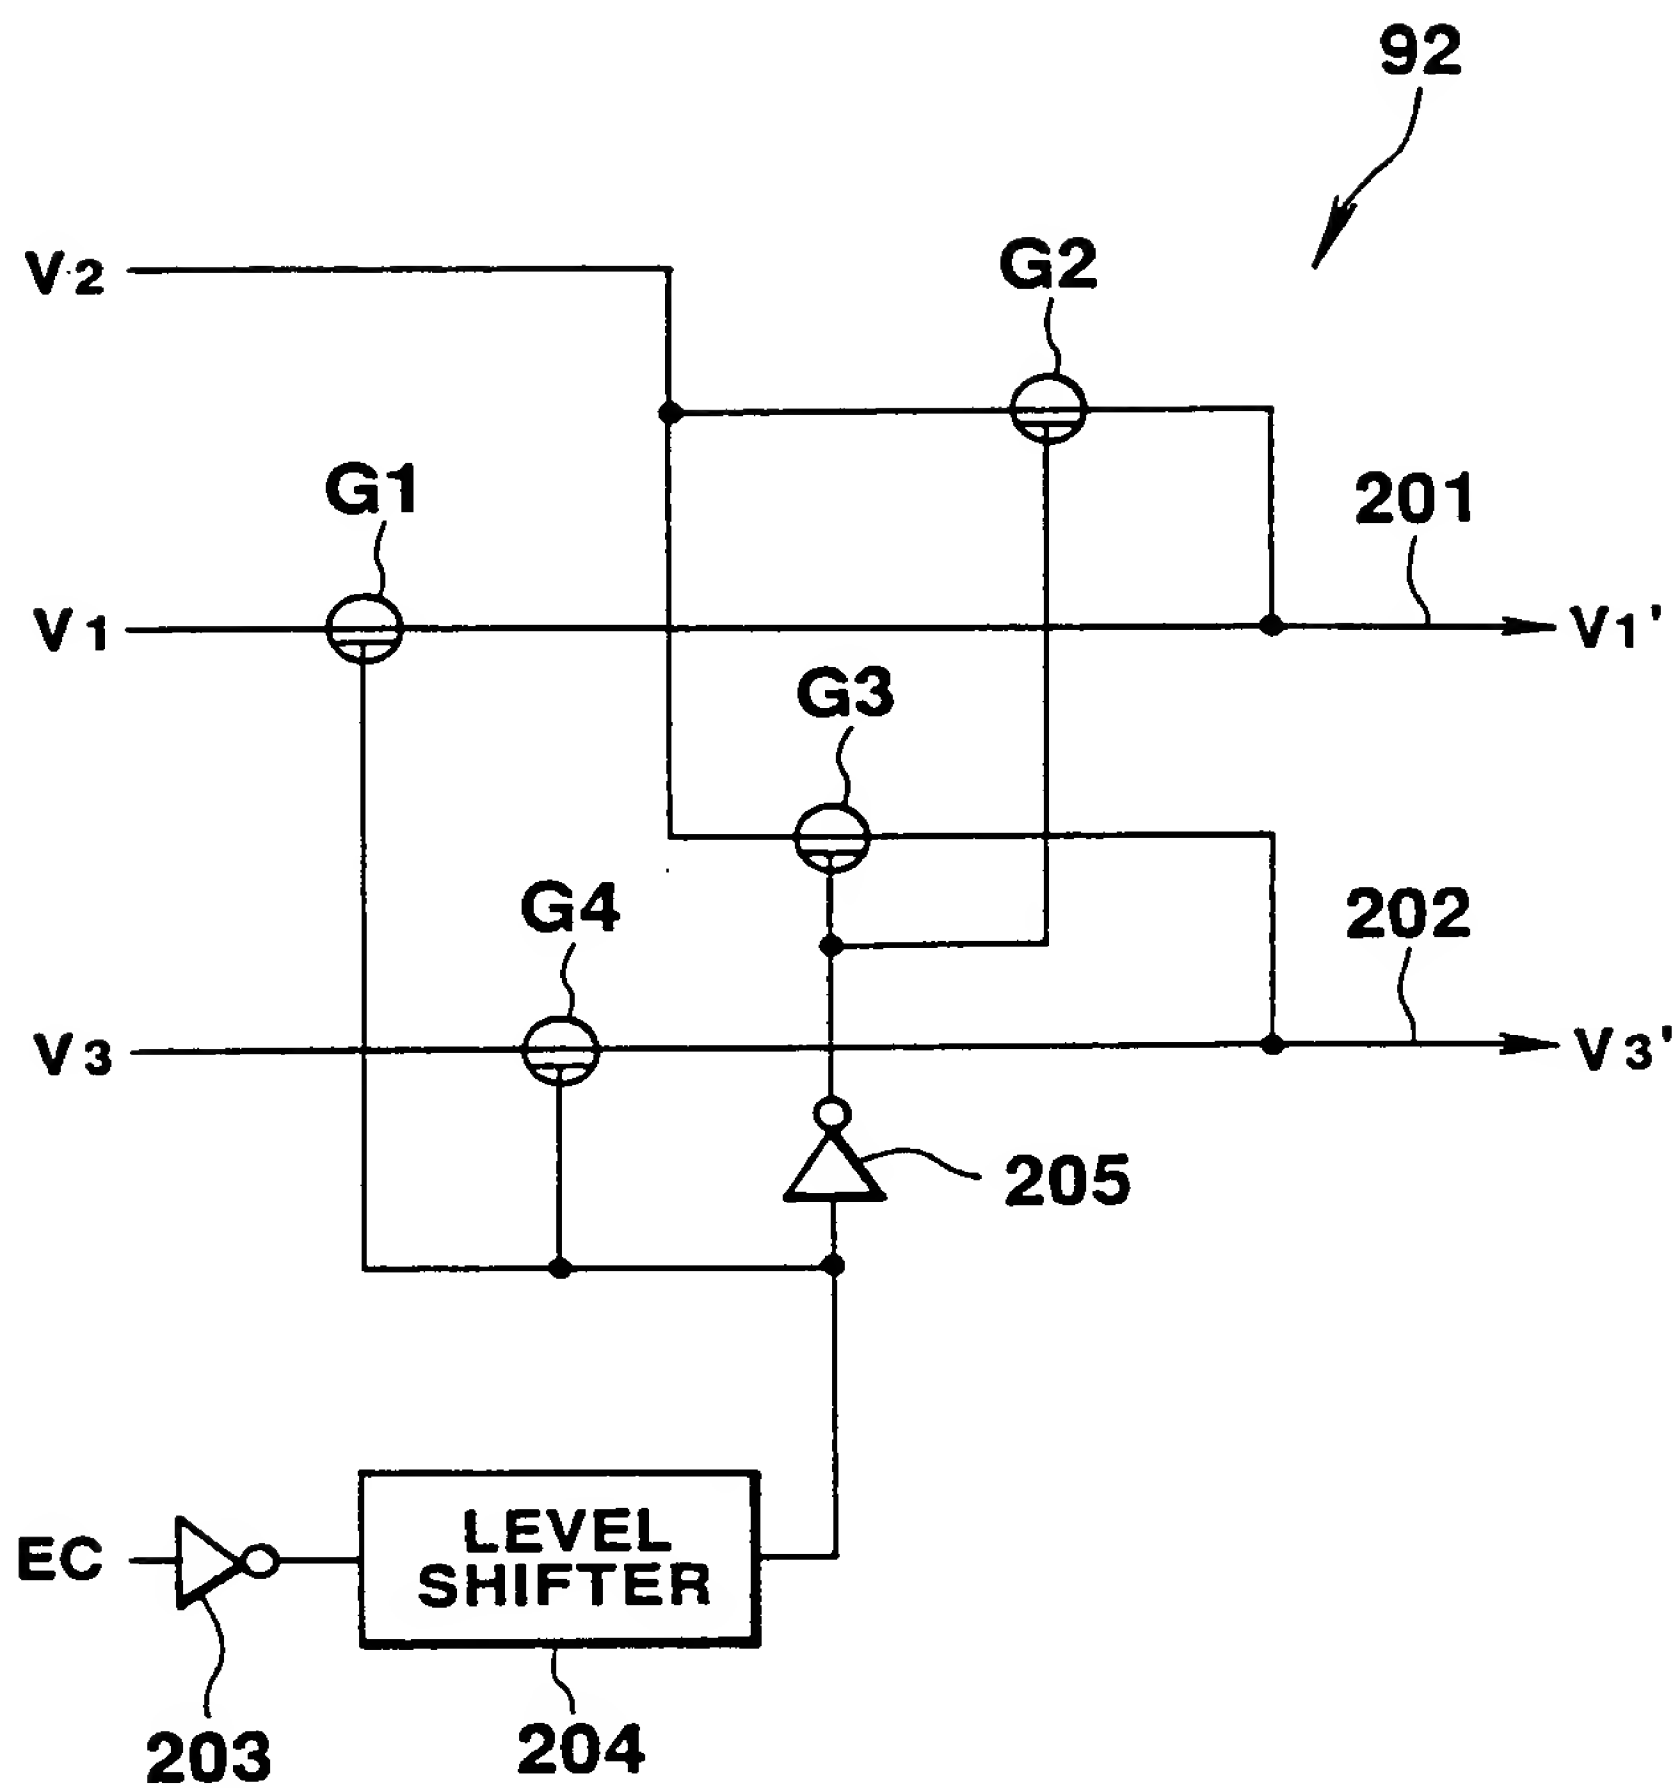 92
V2
G2
G1
201
V1
V1'
G3
G4
202
V3
V3'
205
EC
LEVEL
SHIFTER
203
204